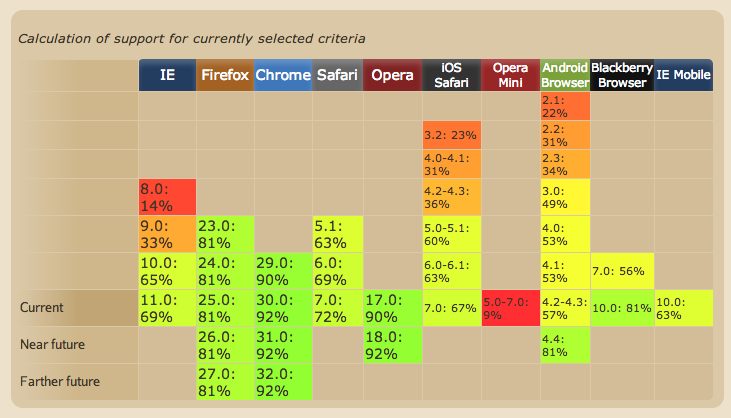 Calculation of support for currently selected criteria
IE Firefox Chrome Safari Opera iOS Safari Opera Mini Android Browser Blackberry Browser IE Mobile
2.1: 22%
3.2: 23% 2.2: 31%
4.0-4.1: 31% 2.3: 34%
8.0: 14% 4.2-4.3: 36% 3.0: 49%
9.0: 33% 23.0: 81% 5.1: 63% 5.0-5.1: 60% 4.0: 53%
10.0: 65% 24.0: 81% 29.0: 90% 6.0: 69% 6.0-6.1: 63% 4.1: 53% 7.0: 56%
Current 11.0: 69% 25.0: 81% 30.0: 92% 7.0: 72% 17.0: 90% 7.0: 67% 5.0-7.0: 9% 4.2-4.3: 57% 10.0: 81% 10.0: 63%
Near future 26.0: 81% 31.0: 92% 18.0: 92% 4.4: 81%
Farther future 27.0: 81% 32.0: 92%